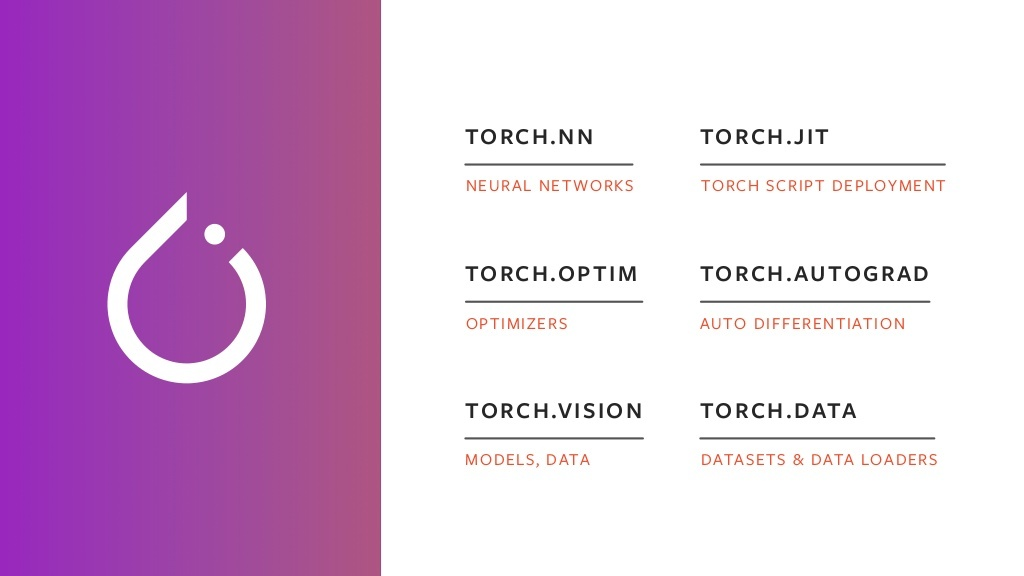 TORCH.NN
NEURAL NETWORKS
TORCH.JIT
TORCH SCRIPT DEPLOYMENT
TORCH.OPTIM
OPTIMIZERS
TORCH.AUTOGRAD
AUTO DIFFERENTIATION
TORCH.VISION
MODELS, DATA
TORCH.DATA
DATASETS & DATA LOADERS